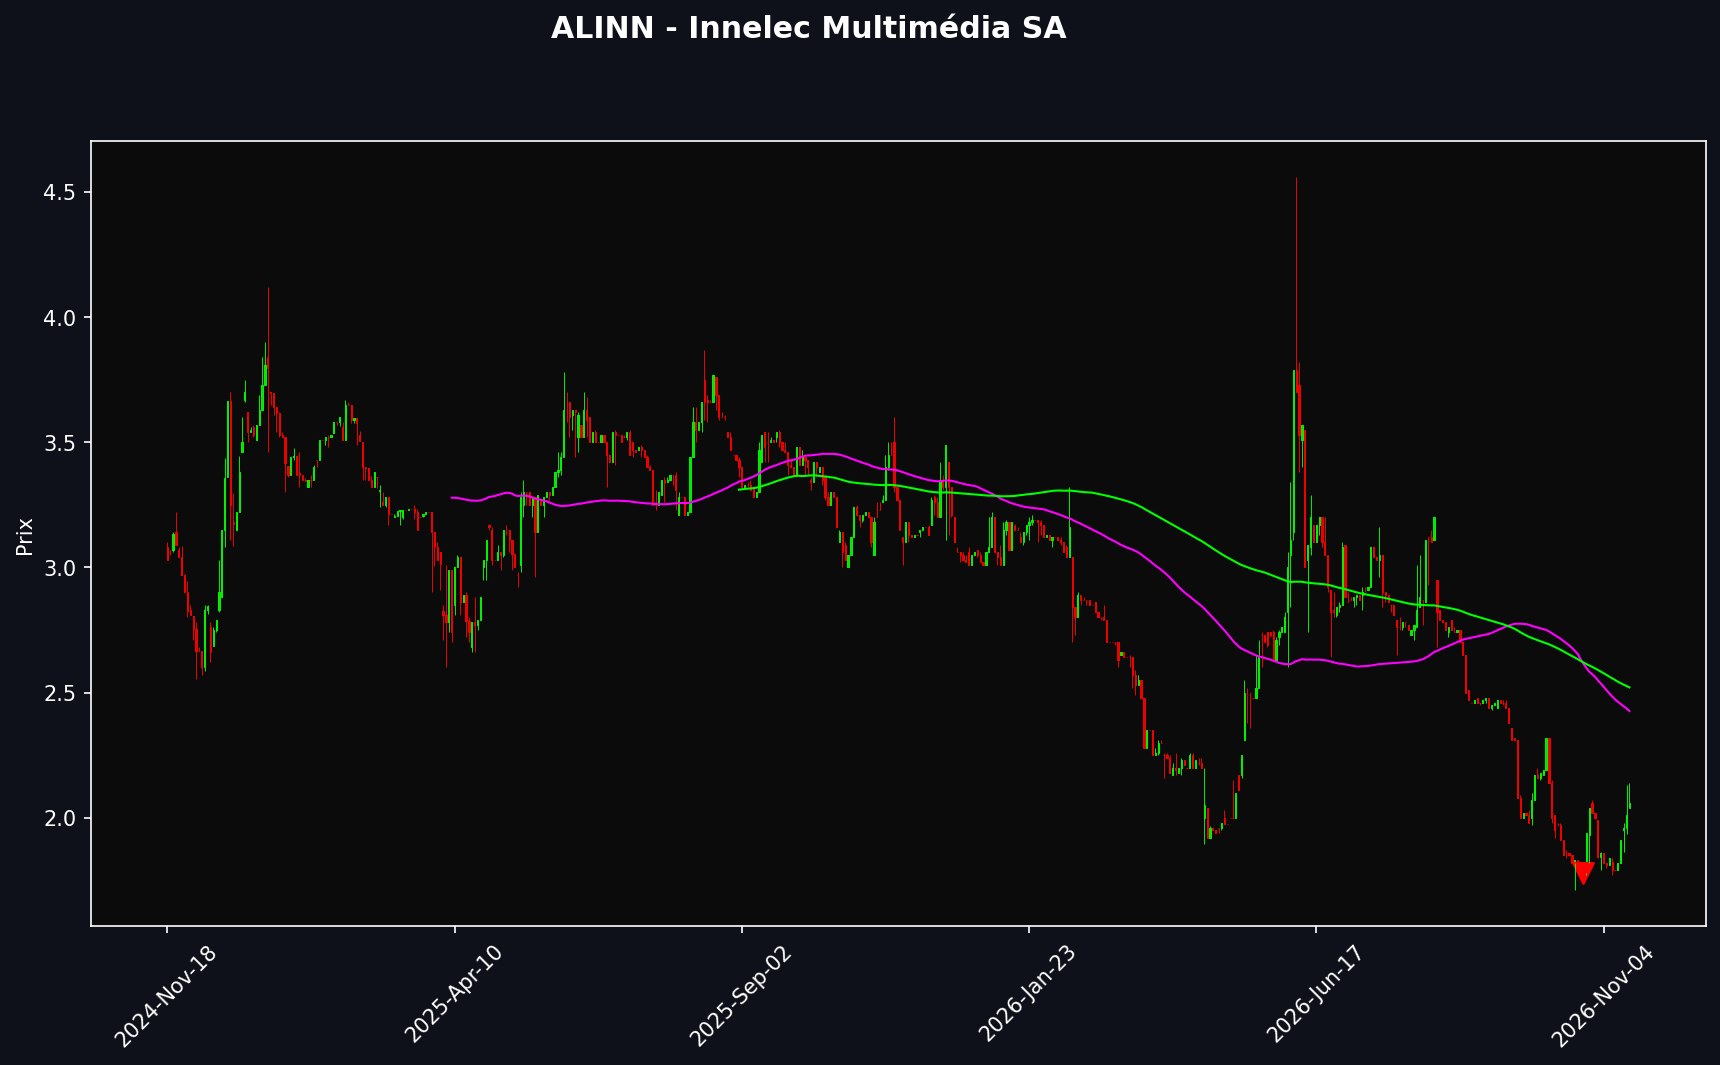 ALINN - Innelec Multimédia SA
Prix
4.5
4.0
3.5
3.0
2.5
2.0
2024-Nov-18
2025-Apr-10
2025-Sep-02
2026-Jan-23
2026-Jun-17
2026-Nov-04